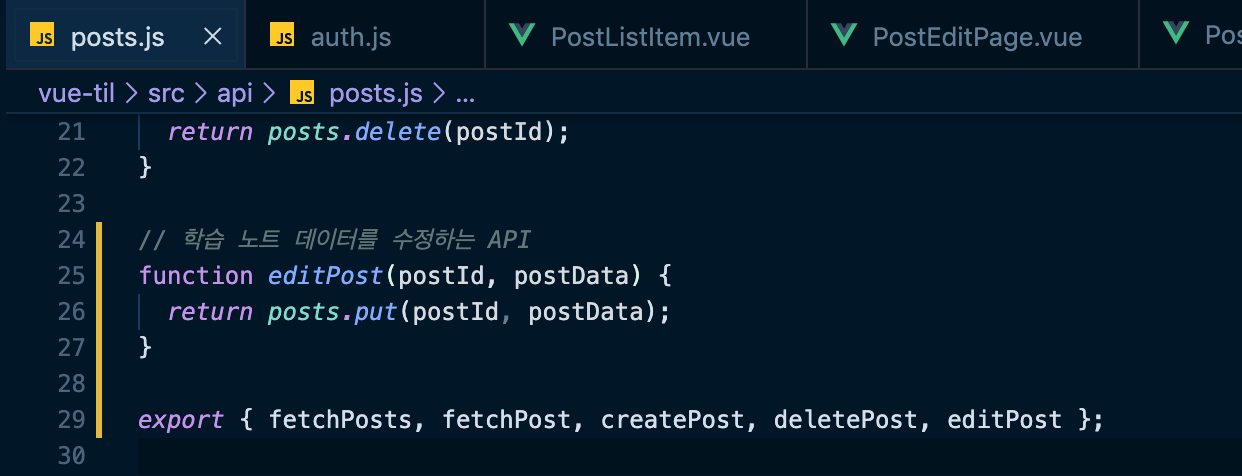 JS posts.js × JS auth.js PostListItem.vue PostEditPage.vue
vue-til > src > api > JS posts.js > ...
21 return posts.delete(postId);
22 }
23
24 // 학습 노트 데이터를 수정하는 API
25 function editPost(postId, postData) {
26 return posts.put(postId, postData);
27 }
28
29 export { fetchPosts, fetchPost, createPost, deletePost, editPost };
30